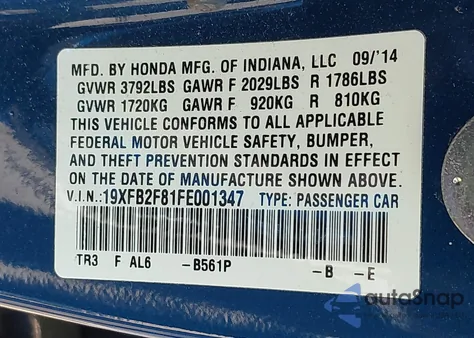 MFD. BY HONDA MFG. OF INDIANA, LLC 09/'14
GVWR 3792LBS GAWR F 2029LBS R 1786LBS
GVWR 1720KG GAWR F 920KG R 810KG
THIS VEHICLE CONFORMS TO ALL APPLICABLE
FEDERAL MOTOR VEHICLE SAFETY, BUMPER,
AND THEFT PREVENTION STANDARDS IN EFFECT
ON THE DATE OF MANUFACTURE SHOWN ABOVE.
V.I.N.:19XFB2F81FE001347 TYPE: PASSENGER CAR
TR3 F AL6 -B561P -B -E
autosnap